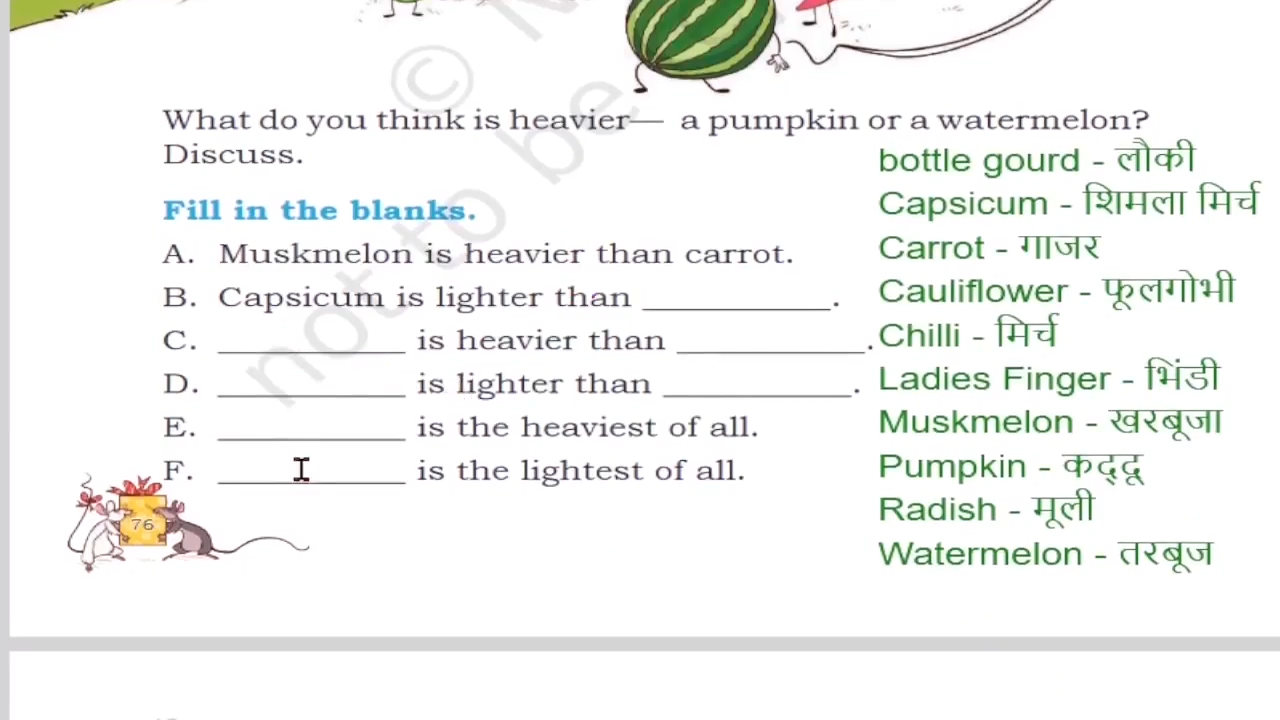 What do you think is heavier— a pumpkin or a watermelon?
Discuss.
Fill in the blanks.
A. Muskmelon is heavier than carrot.
B. Capsicum is lighter than ___________.
C. ___________ is heavier than ___________.
D. ___________ is lighter than ___________.
E. ___________ is the heaviest of all.
F. ___________ is the lightest of all.
76
bottle gourd - लौकी
Capsicum - शिमला मिर्च
Carrot - गाजर
Cauliflower - फूलगोभी
Chilli - मिर्च
Ladies Finger - भिंडी
Muskmelon - खरबूजा
Pumpkin - कद्दू
Radish - मूली
Watermelon - तरबूज
© N
not to be